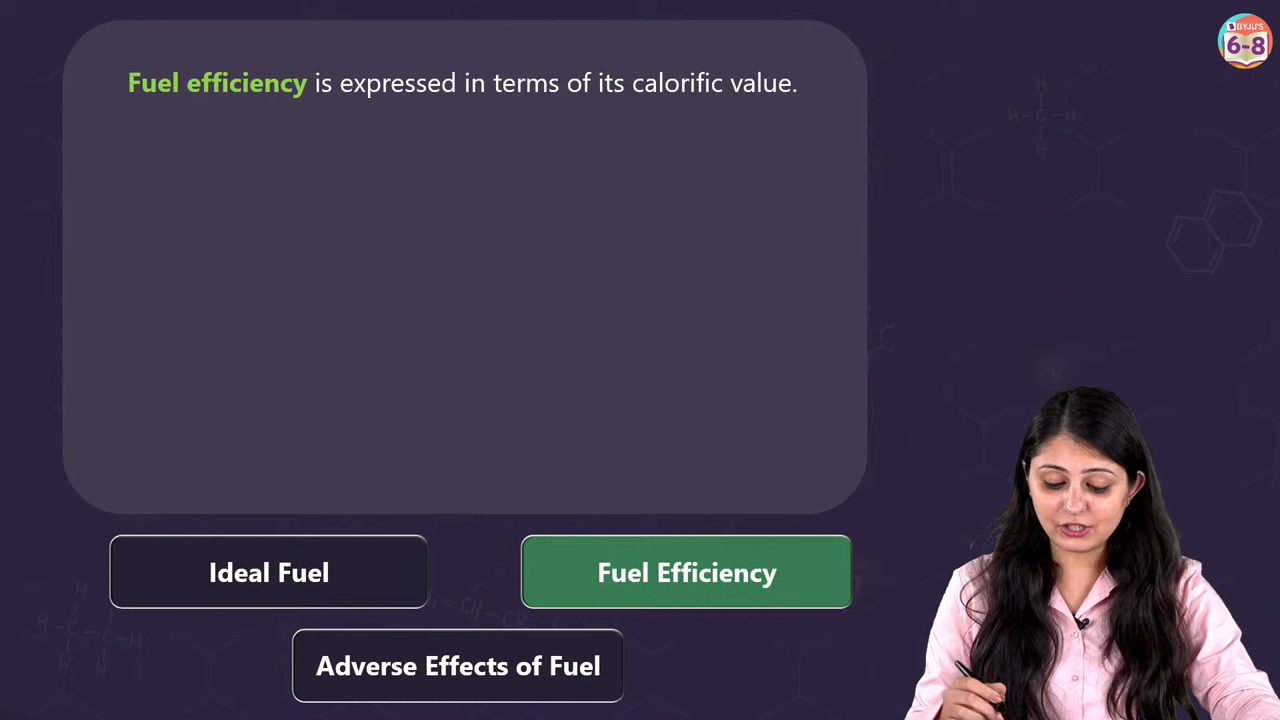 BYJU'S
6-8
Fuel efficiency is expressed in terms of its calorific value.
Ideal Fuel
Fuel Efficiency
Adverse Effects of Fuel